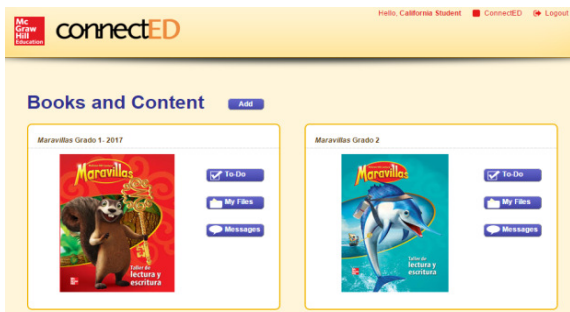 Hello, California Student ConnectED Logout
Mc
Graw
Hill
Education
connectED
Books and Content Add
Maravillas Grado 1- 2017
Maravillas
To-Do
My Files
Messages
Taller de
lectura y
escritura
Maravillas Grado 2
Maravillas
To-Do
My Files
Messages
Taller de
lectura y
escritura